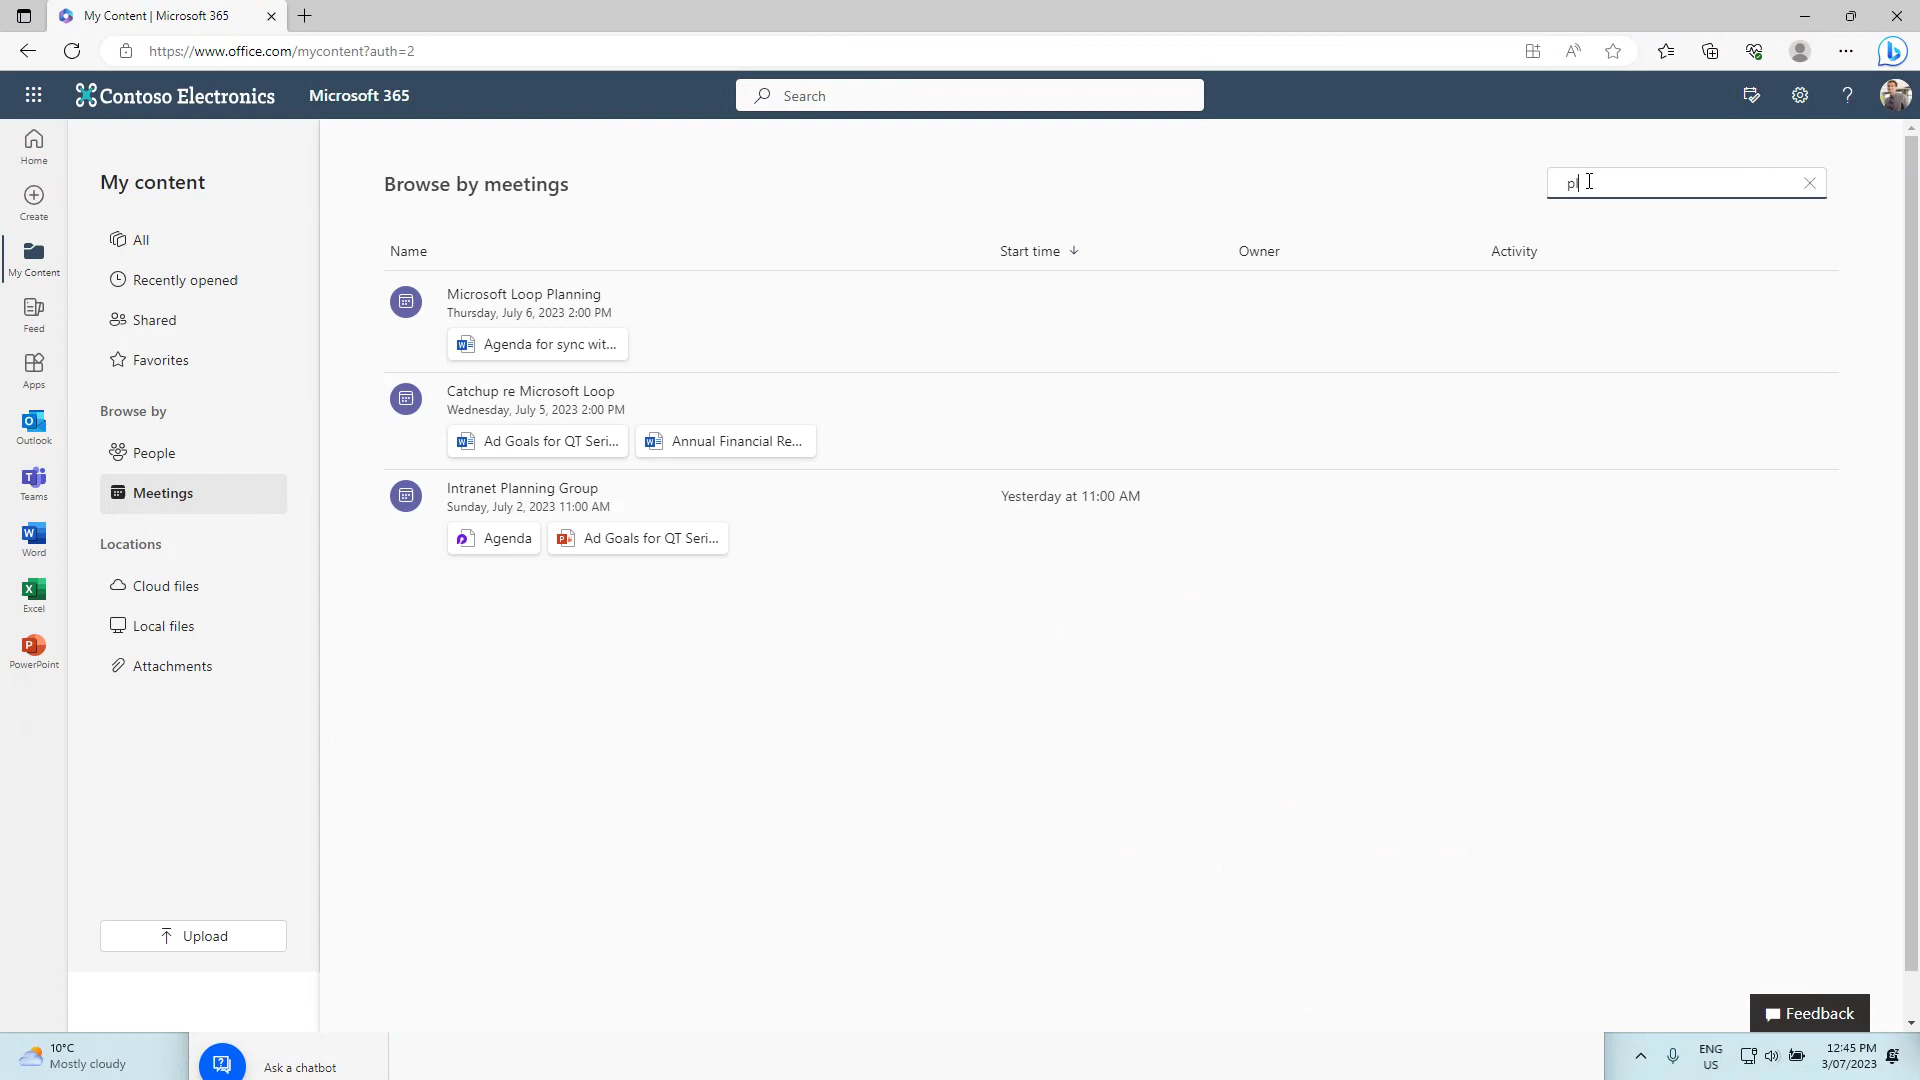 My Content | Microsoft 365
https://www.office.com/mycontent?auth=2
Contoso Electronics
Microsoft 365
Search
Home
Create
My Content
Feed
Apps
Outlook
Teams
Word
Excel
PowerPoint
My content
All
Recently opened
Shared
Favorites
Browse by
People
Meetings
Locations
Cloud files
Local files
Attachments
Upload
Browse by meetings
pl
Name Start time Owner Activity
Microsoft Loop Planning
Thursday, July 6, 2023 2:00 PM
Agenda for sync wit...
Catchup re Microsoft Loop
Wednesday, July 5, 2023 2:00 PM
Ad Goals for QT Seri... Annual Financial Re...
Intranet Planning Group
Sunday, July 2, 2023 11:00 AM
Yesterday at 11:00 AM
Agenda Ad Goals for QT Seri...
Feedback
10°C
Mostly cloudy
Ask a chatbot
ENG
US
12:45 PM
3/07/2023